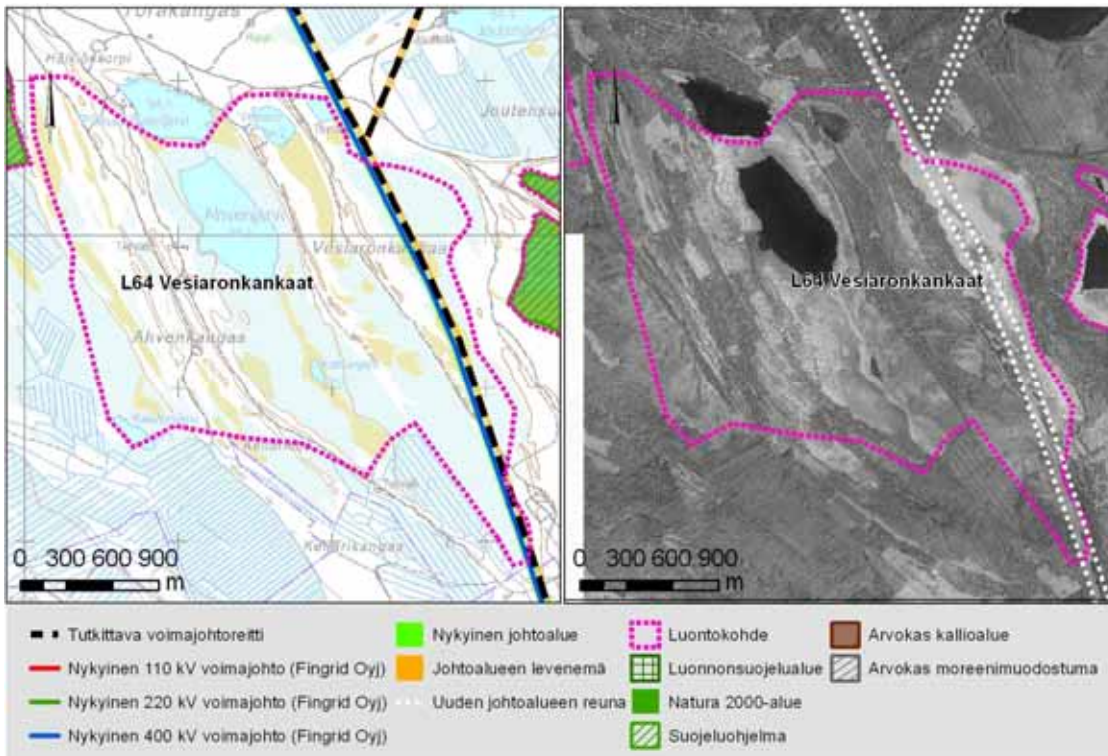 Ahvenjärvi
Vesiaronkankaa
L64 Vesiaronkankaat
Ahvenkangas
0 300 600 900
m
L64 Vesiaronkankaat
0 300 600 900
m
Tutkittava voimajohtoreitti
Nykyinen 110 kV voimajohto (Fingrid Oyj)
Nykyinen 220 kV voimajohto (Fingrid Oyj)
Nykyinen 400 kV voimajohto (Fingrid Oyj)
Nykyinen johtoalue
Johtoalueen levenemä
Uuden johtoalueen reuna
Luontokohde
Luonnonsuojelualue
Natura 2000-alue
Suojeluohjelma
Arvokas kallioalue
Arvokas moreenimuodostuma